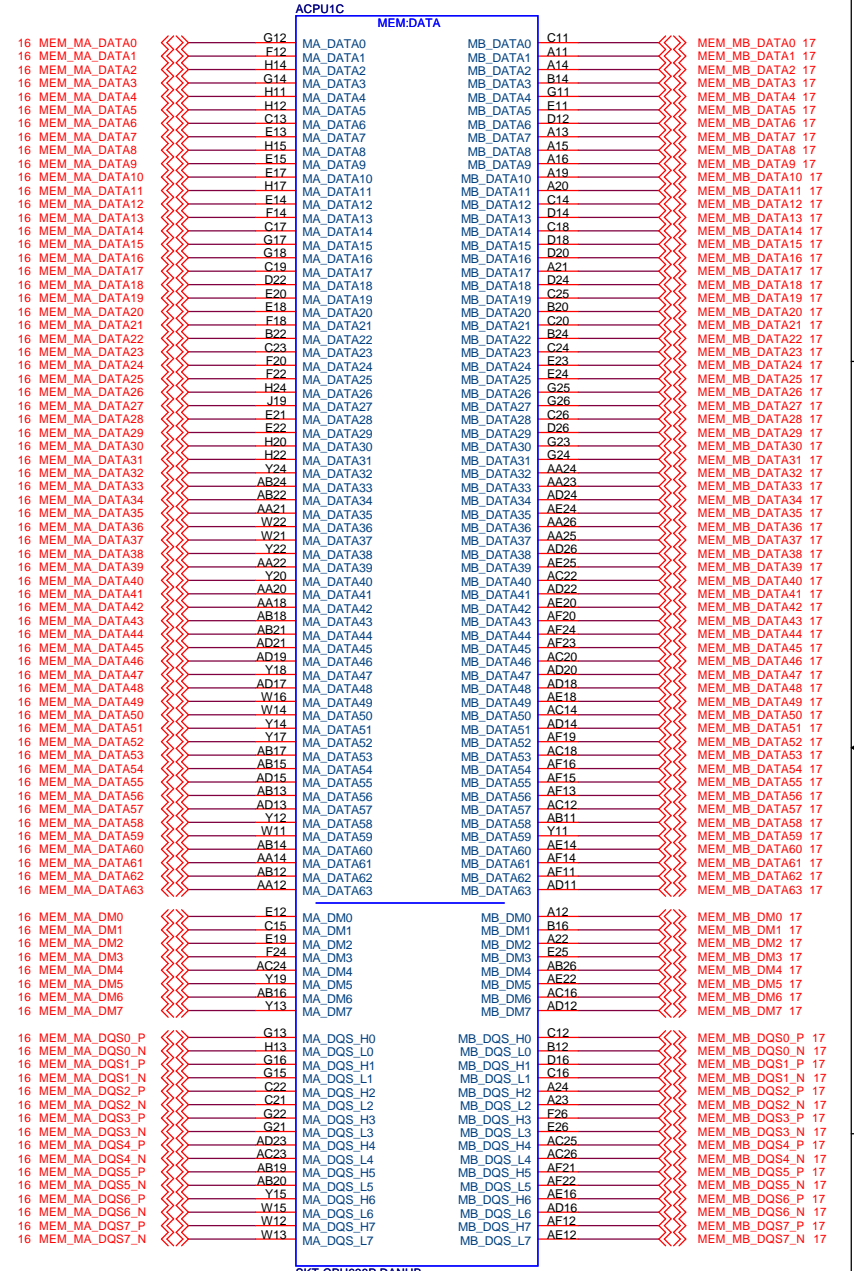 ACPU1C
MEM:DATA
16 MEM_MA_DATA0 G12 MA_DATA0 MB_DATA0 C11 MEM_MB_DATA0 17
16 MEM_MA_DATA1 F12 MA_DATA1 MB_DATA1 A11 MEM_MB_DATA1 17
16 MEM_MA_DATA2 H14 MA_DATA2 MB_DATA2 A14 MEM_MB_DATA2 17
16 MEM_MA_DATA3 G14 MA_DATA3 MB_DATA3 B14 MEM_MB_DATA3 17
16 MEM_MA_DATA4 H11 MA_DATA4 MB_DATA4 G11 MEM_MB_DATA4 17
16 MEM_MA_DATA5 H12 MA_DATA5 MB_DATA5 E11 MEM_MB_DATA5 17
16 MEM_MA_DATA6 C13 MA_DATA6 MB_DATA6 D12 MEM_MB_DATA6 17
16 MEM_MA_DATA7 E13 MA_DATA7 MB_DATA7 A13 MEM_MB_DATA7 17
16 MEM_MA_DATA8 H15 MA_DATA8 MB_DATA8 A15 MEM_MB_DATA8 17
16 MEM_MA_DATA9 E15 MA_DATA9 MB_DATA9 A16 MEM_MB_DATA9 17
16 MEM_MA_DATA10 E17 MA_DATA10 MB_DATA10 A19 MEM_MB_DATA10 17
16 MEM_MA_DATA11 H17 MA_DATA11 MB_DATA11 A20 MEM_MB_DATA11 17
16 MEM_MA_DATA12 E14 MA_DATA12 MB_DATA12 C14 MEM_MB_DATA12 17
16 MEM_MA_DATA13 F14 MA_DATA13 MB_DATA13 D14 MEM_MB_DATA13 17
16 MEM_MA_DATA14 C17 MA_DATA14 MB_DATA14 C18 MEM_MB_DATA14 17
16 MEM_MA_DATA15 G17 MA_DATA15 MB_DATA15 D18 MEM_MB_DATA15 17
16 MEM_MA_DATA16 G18 MA_DATA16 MB_DATA16 D20 MEM_MB_DATA16 17
16 MEM_MA_DATA17 C19 MA_DATA17 MB_DATA17 A21 MEM_MB_DATA17 17
16 MEM_MA_DATA18 D22 MA_DATA18 MB_DATA18 D24 MEM_MB_DATA18 17
16 MEM_MA_DATA19 E20 MA_DATA19 MB_DATA19 C25 MEM_MB_DATA19 17
16 MEM_MA_DATA20 E18 MA_DATA20 MB_DATA20 B20 MEM_MB_DATA20 17
16 MEM_MA_DATA21 F18 MA_DATA21 MB_DATA21 C20 MEM_MB_DATA21 17
16 MEM_MA_DATA22 B22 MA_DATA22 MB_DATA22 B24 MEM_MB_DATA22 17
16 MEM_MA_DATA23 C23 MA_DATA23 MB_DATA23 C24 MEM_MB_DATA23 17
16 MEM_MA_DATA24 F20 MA_DATA24 MB_DATA24 E23 MEM_MB_DATA24 17
16 MEM_MA_DATA25 F22 MA_DATA25 MB_DATA25 E24 MEM_MB_DATA25 17
16 MEM_MA_DATA26 H24 MA_DATA26 MB_DATA26 G25 MEM_MB_DATA26 17
16 MEM_MA_DATA27 J19 MA_DATA27 MB_DATA27 G26 MEM_MB_DATA27 17
16 MEM_MA_DATA28 E21 MA_DATA28 MB_DATA28 C26 MEM_MB_DATA28 17
16 MEM_MA_DATA29 E22 MA_DATA29 MB_DATA29 D26 MEM_MB_DATA29 17
16 MEM_MA_DATA30 H20 MA_DATA30 MB_DATA30 G23 MEM_MB_DATA30 17
16 MEM_MA_DATA31 H22 MA_DATA31 MB_DATA31 G24 MEM_MB_DATA31 17
16 MEM_MA_DATA32 Y24 MA_DATA32 MB_DATA32 AA24 MEM_MB_DATA32 17
16 MEM_MA_DATA33 AB24 MA_DATA33 MB_DATA33 AA23 MEM_MB_DATA33 17
16 MEM_MA_DATA34 AB22 MA_DATA34 MB_DATA34 AD24 MEM_MB_DATA34 17
16 MEM_MA_DATA35 AA21 MA_DATA35 MB_DATA35 AE24 MEM_MB_DATA35 17
16 MEM_MA_DATA36 W22 MA_DATA36 MB_DATA36 AA26 MEM_MB_DATA36 17
16 MEM_MA_DATA37 W21 MA_DATA37 MB_DATA37 AA25 MEM_MB_DATA37 17
16 MEM_MA_DATA38 Y22 MA_DATA38 MB_DATA38 AD26 MEM_MB_DATA38 17
16 MEM_MA_DATA39 AA22 MA_DATA39 MB_DATA39 AE25 MEM_MB_DATA39 17
16 MEM_MA_DATA40 Y20 MA_DATA40 MB_DATA40 AC22 MEM_MB_DATA40 17
16 MEM_MA_DATA41 AA20 MA_DATA41 MB_DATA41 AD22 MEM_MB_DATA41 17
16 MEM_MA_DATA42 AA18 MA_DATA42 MB_DATA42 AE20 MEM_MB_DATA42 17
16 MEM_MA_DATA43 AB18 MA_DATA43 MB_DATA43 AF20 MEM_MB_DATA43 17
16 MEM_MA_DATA44 AB21 MA_DATA44 MB_DATA44 AF24 MEM_MB_DATA44 17
16 MEM_MA_DATA45 AD21 MA_DATA45 MB_DATA45 AF23 MEM_MB_DATA45 17
16 MEM_MA_DATA46 AD19 MA_DATA46 MB_DATA46 AC20 MEM_MB_DATA46 17
16 MEM_MA_DATA47 Y18 MA_DATA47 MB_DATA47 AD20 MEM_MB_DATA47 17
16 MEM_MA_DATA48 AD17 MA_DATA48 MB_DATA48 AD18 MEM_MB_DATA48 17
16 MEM_MA_DATA49 W16 MA_DATA49 MB_DATA49 AE18 MEM_MB_DATA49 17
16 MEM_MA_DATA50 W14 MA_DATA50 MB_DATA50 AC14 MEM_MB_DATA50 17
16 MEM_MA_DATA51 Y14 MA_DATA51 MB_DATA51 AD14 MEM_MB_DATA51 17
16 MEM_MA_DATA52 Y17 MA_DATA52 MB_DATA52 AF19 MEM_MB_DATA52 17
16 MEM_MA_DATA53 AB17 MA_DATA53 MB_DATA53 AC18 MEM_MB_DATA53 17
16 MEM_MA_DATA54 AB15 MA_DATA54 MB_DATA54 AF16 MEM_MB_DATA54 17
16 MEM_MA_DATA55 AD15 MA_DATA55 MB_DATA55 AF15 MEM_MB_DATA55 17
16 MEM_MA_DATA56 AB13 MA_DATA56 MB_DATA56 AF13 MEM_MB_DATA56 17
16 MEM_MA_DATA57 AD13 MA_DATA57 MB_DATA57 AC12 MEM_MB_DATA57 17
16 MEM_MA_DATA58 Y12 MA_DATA58 MB_DATA58 AB11 MEM_MB_DATA58 17
16 MEM_MA_DATA59 W11 MA_DATA59 MB_DATA59 Y11 MEM_MB_DATA59 17
16 MEM_MA_DATA60 AB14 MA_DATA60 MB_DATA60 AE14 MEM_MB_DATA60 17
16 MEM_MA_DATA61 AA14 MA_DATA61 MB_DATA61 AF14 MEM_MB_DATA61 17
16 MEM_MA_DATA62 AB12 MA_DATA62 MB_DATA62 AF11 MEM_MB_DATA62 17
16 MEM_MA_DATA63 AA12 MA_DATA63 MB_DATA63 AD11 MEM_MB_DATA63 17
16 MEM_MA_DM0 E12 MA_DM0 MB_DM0 A12 MEM_MB_DM0 17
16 MEM_MA_DM1 C15 MA_DM1 MB_DM1 B16 MEM_MB_DM1 17
16 MEM_MA_DM2 E19 MA_DM2 MB_DM2 A22 MEM_MB_DM2 17
16 MEM_MA_DM3 F24 MA_DM3 MB_DM3 E25 MEM_MB_DM3 17
16 MEM_MA_DM4 AC24 MA_DM4 MB_DM4 AB26 MEM_MB_DM4 17
16 MEM_MA_DM5 Y19 MA_DM5 MB_DM5 AE22 MEM_MB_DM5 17
16 MEM_MA_DM6 AB16 MA_DM6 MB_DM6 AC16 MEM_MB_DM6 17
16 MEM_MA_DM7 Y13 MA_DM7 MB_DM7 AD12 MEM_MB_DM7 17
16 MEM_MA_DQS0_P G13 MA_DQS_H0 MB_DQS_H0 C12 MEM_MB_DQS0_P 17
16 MEM_MA_DQS0_N H13 MA_DQS_L0 MB_DQS_L0 B12 MEM_MB_DQS0_N 17
16 MEM_MA_DQS1_P G16 MA_DQS_H1 MB_DQS_H1 D16 MEM_MB_DQS1_P 17
16 MEM_MA_DQS1_N G15 MA_DQS_L1 MB_DQS_L1 C16 MEM_MB_DQS1_N 17
16 MEM_MA_DQS2_P C22 MA_DQS_H2 MB_DQS_H2 A24 MEM_MB_DQS2_P 17
16 MEM_MA_DQS2_N C21 MA_DQS_L2 MB_DQS_L2 A23 MEM_MB_DQS2_N 17
16 MEM_MA_DQS3_P G22 MA_DQS_H3 MB_DQS_H3 F26 MEM_MB_DQS3_P 17
16 MEM_MA_DQS3_N G21 MA_DQS_L3 MB_DQS_L3 E26 MEM_MB_DQS3_N 17
16 MEM_MA_DQS4_P AD23 MA_DQS_H4 MB_DQS_H4 AC25 MEM_MB_DQS4_P 17
16 MEM_MA_DQS4_N AC23 MA_DQS_L4 MB_DQS_L4 AC26 MEM_MB_DQS4_N 17
16 MEM_MA_DQS5_P AB19 MA_DQS_H5 MB_DQS_H5 AF21 MEM_MB_DQS5_P 17
16 MEM_MA_DQS5_N AB20 MA_DQS_L5 MB_DQS_L5 AF22 MEM_MB_DQS5_N 17
16 MEM_MA_DQS6_P Y15 MA_DQS_H6 MB_DQS_H6 AE16 MEM_MB_DQS6_P 17
16 MEM_MA_DQS6_N W15 MA_DQS_L6 MB_DQS_L6 AD16 MEM_MB_DQS6_N 17
16 MEM_MA_DQS7_P W12 MA_DQS_H7 MB_DQS_H7 AF12 MEM_MB_DQS7_P 17
16 MEM_MA_DQS7_N W13 MA_DQS_L7 MB_DQS_L7 AE12 MEM_MB_DQS7_N 17